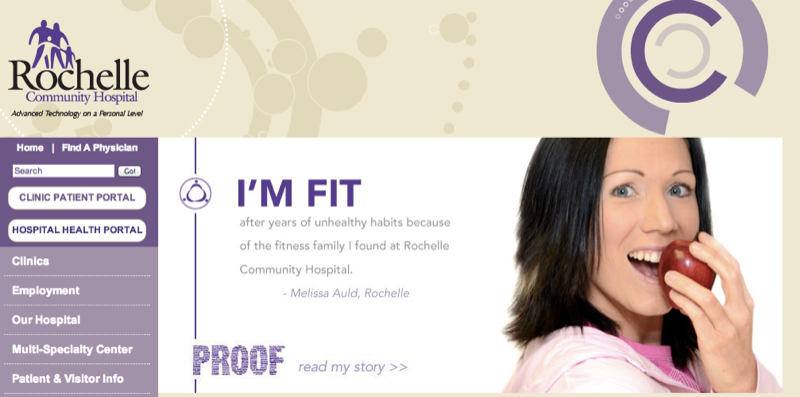 Rochelle
Community Hospital
Advanced Technology on a Personal Level
Home | Find A Physician
Search Go!
CLINIC PATIENT PORTAL
HOSPITAL HEALTH PORTAL
Clinics
Employment
Our Hospital
Multi-Specialty Center
Patient & Visitor Info
I'M FIT
after years of unhealthy habits because
of the fitness family I found at Rochelle
Community Hospital.
- Melissa Auld, Rochelle
PROOF read my story >>